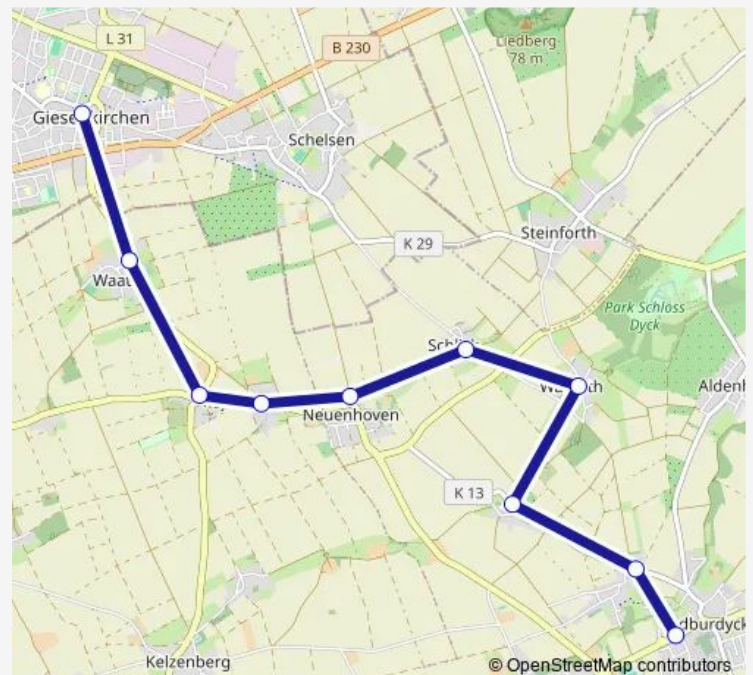 L 31
B 230
Liedberg
78 m
Schelsen
K 29
Steinforth
Park Schloss
Dyck
Neuenhoven
K 13
Kelzenberg
© OpenStreetMap contributors